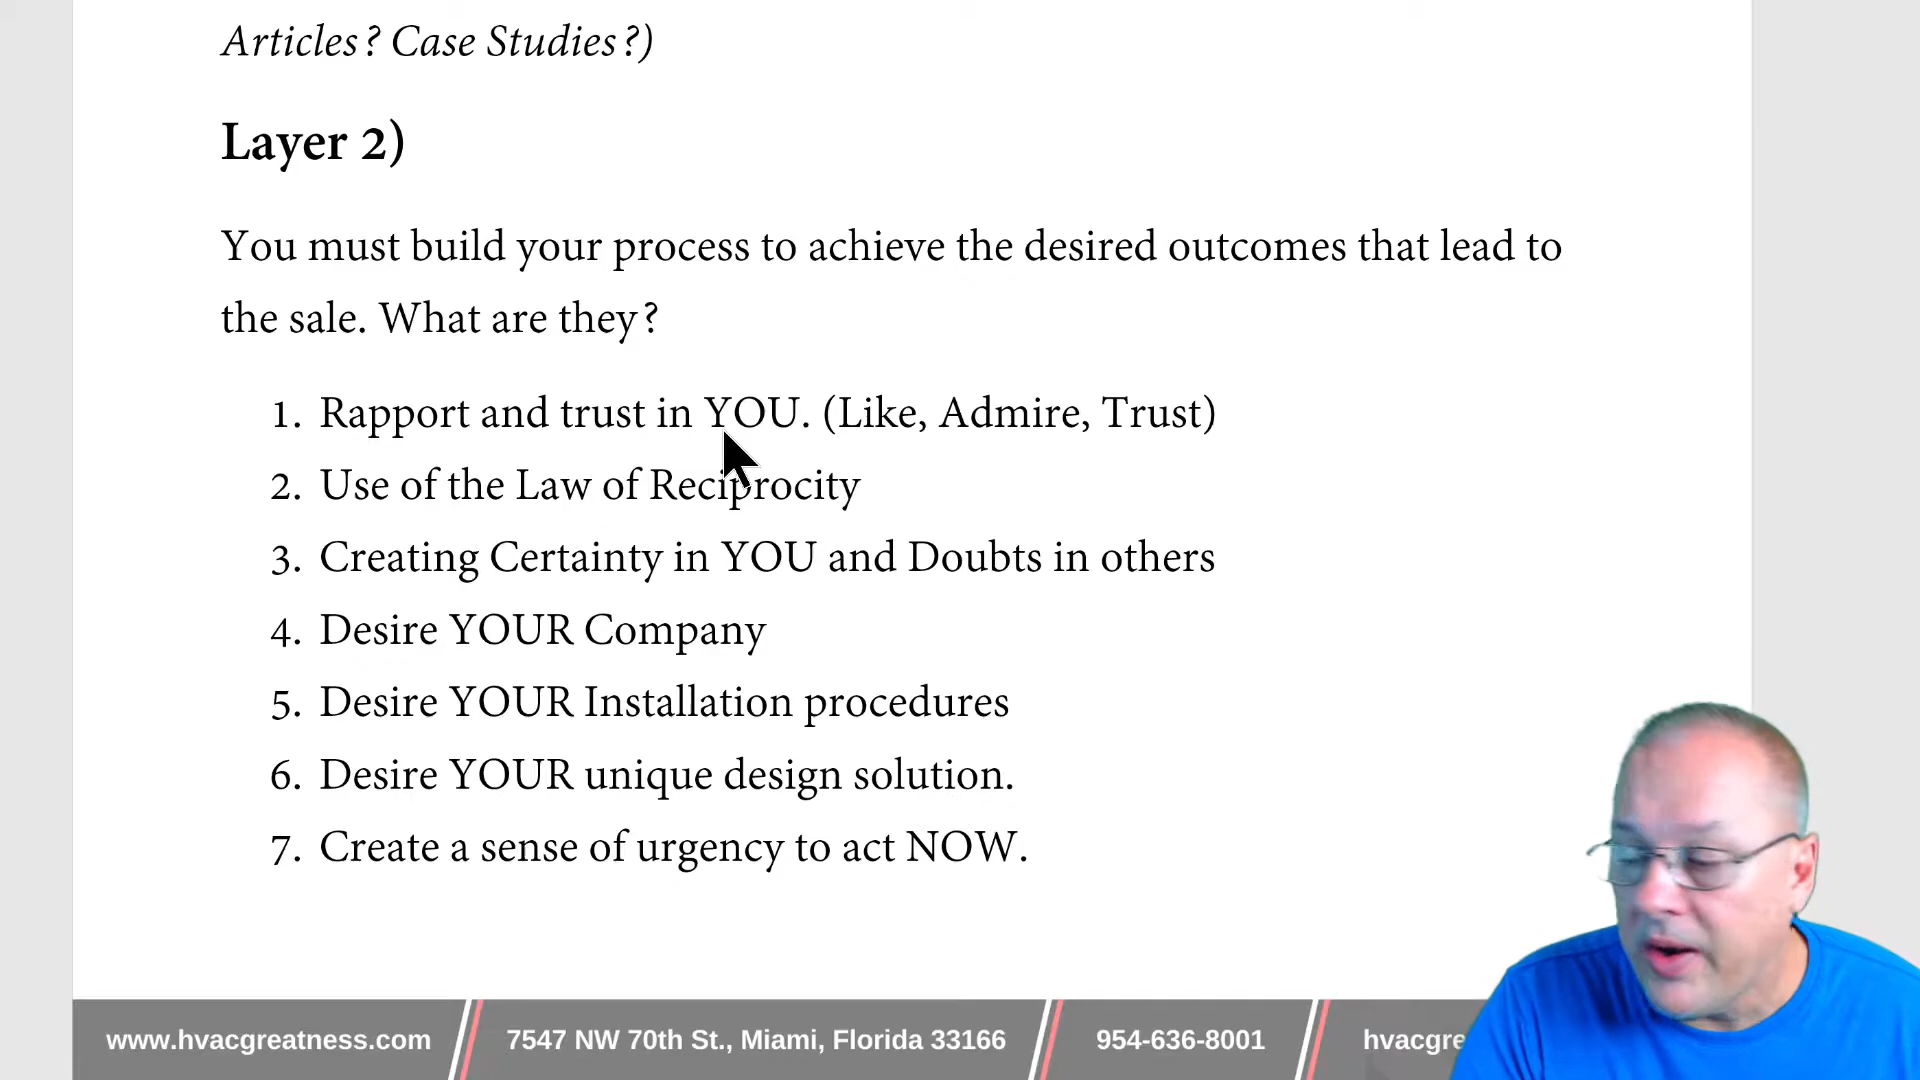 Articles? Case Studies?)
Layer 2)
You must build your process to achieve the desired outcomes that lead to
the sale. What are they?
1. Rapport and trust in YOU. (Like, Admire, Trust)
2. Use of the Law of Reciprocity
3. Creating Certainty in YOU and Doubts in others
4. Desire YOUR Company
5. Desire YOUR Installation procedures
6. Desire YOUR unique design solution.
7. Create a sense of urgency to act NOW.
www.hvacgreatness.com 7547 NW 70th St., Miami, Florida 33166 954-636-8001